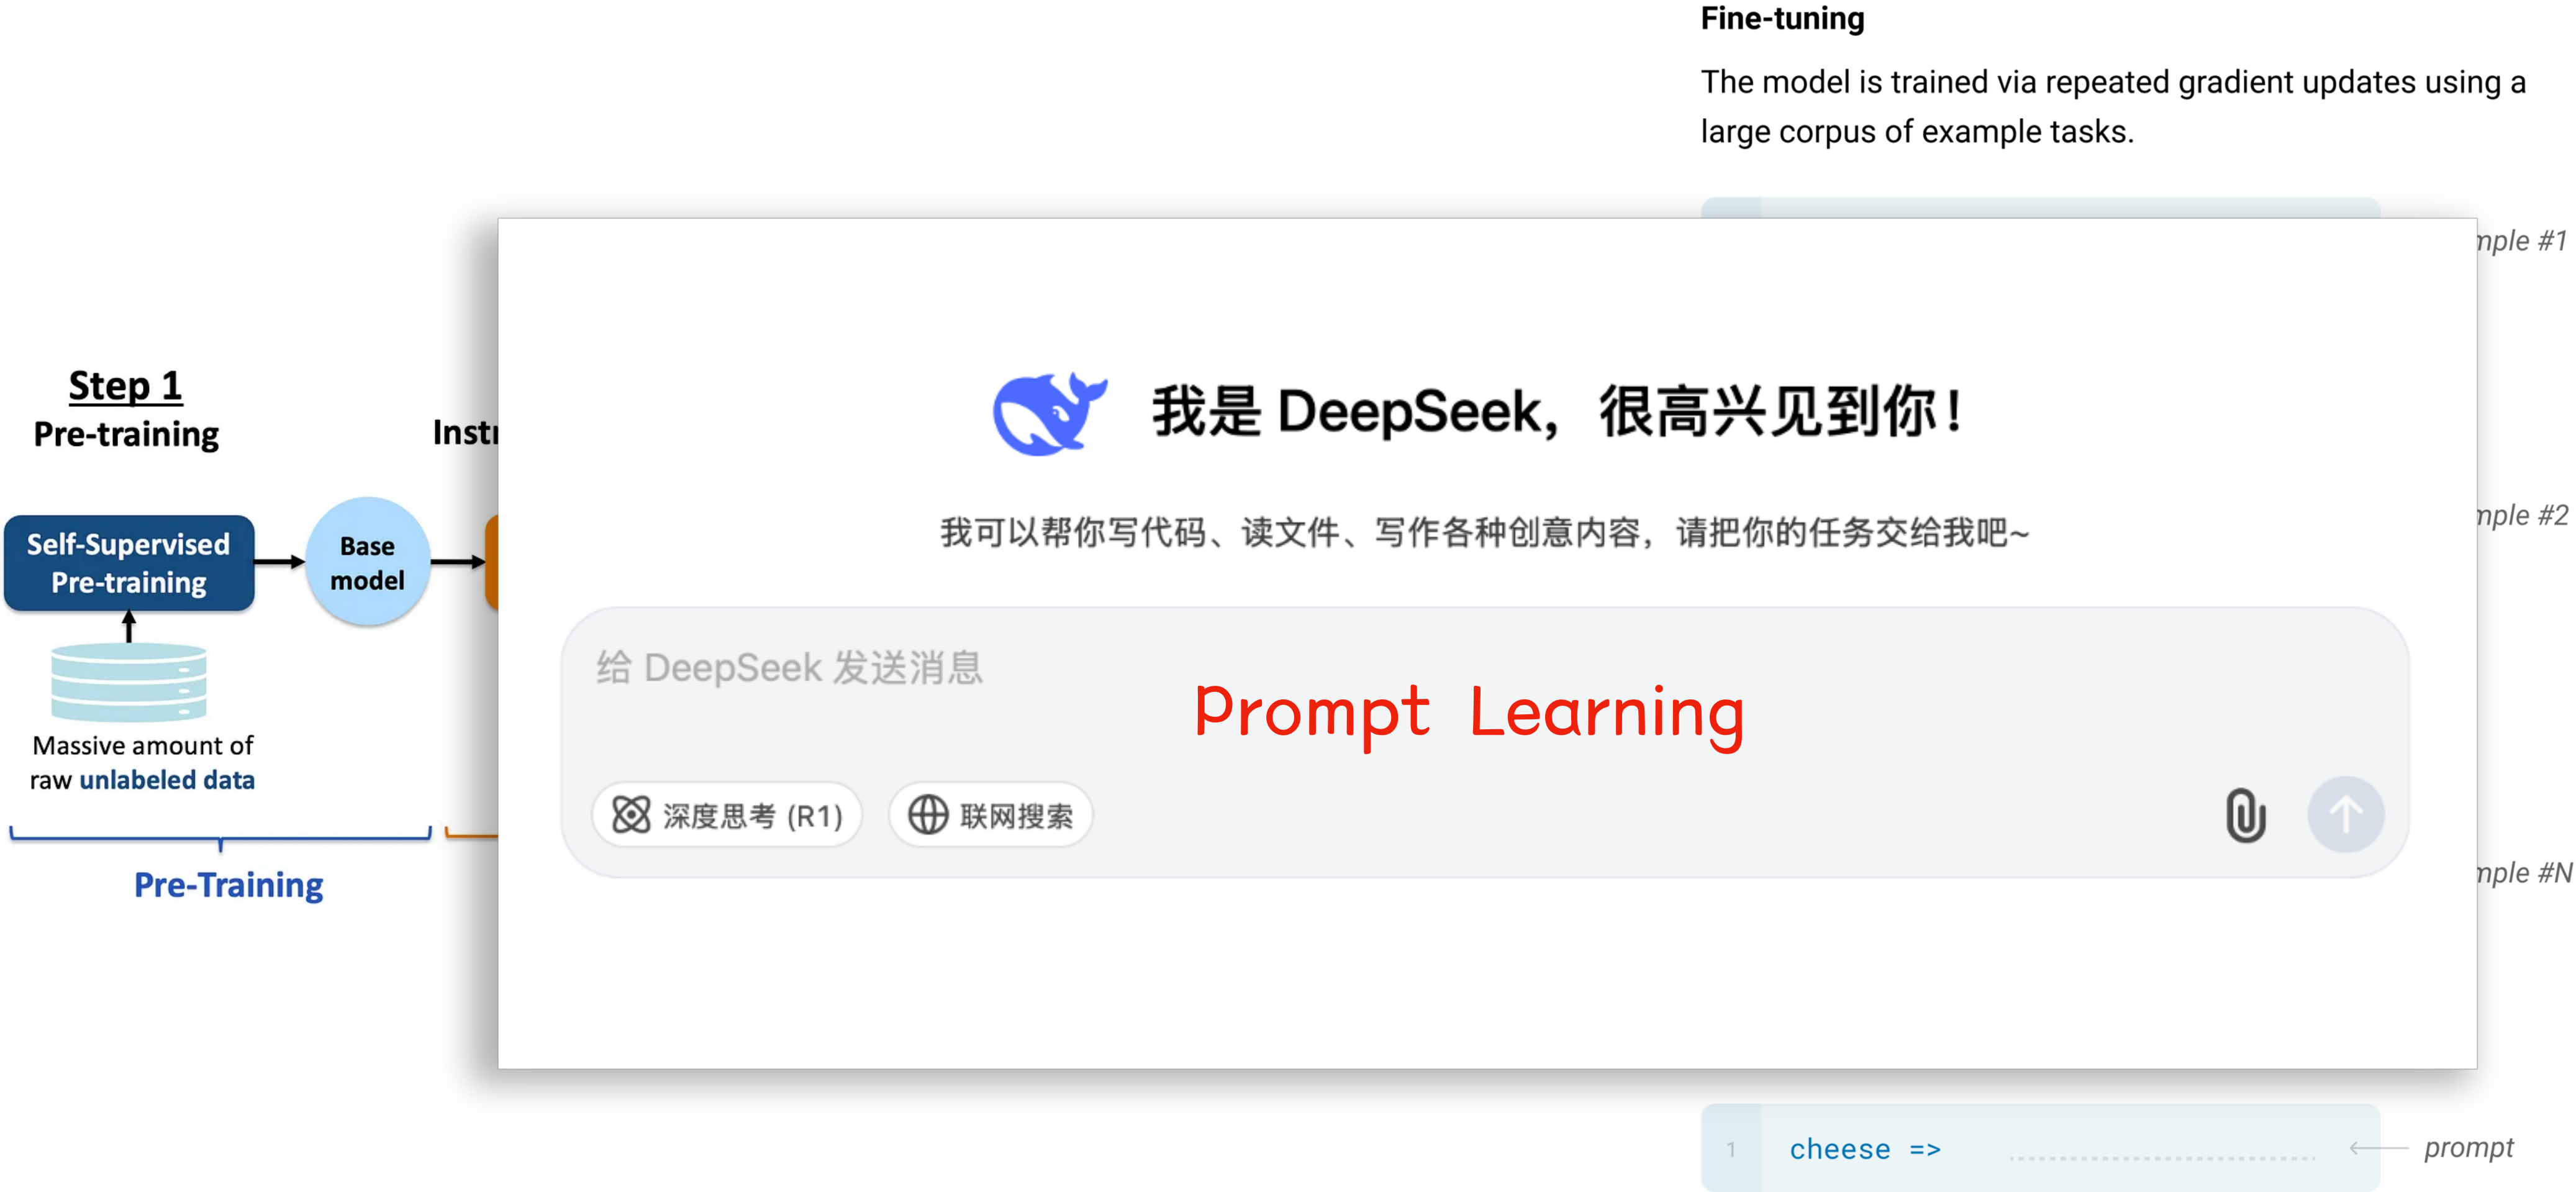 Fine-tuning
The model is trained via repeated gradient updates using a
large corpus of example tasks.
Step 1
Pre-training
Self-Supervised
Pre-training
Base
model
Massive amount of
raw unlabeled data
Pre-Training
我是 DeepSeek，很高兴见到你！
我可以帮你写代码、读文件、写作各种创意内容，请把你的任务交给我吧~
给 DeepSeek 发送消息
Prompt Learning
深度思考 (R1)
联网搜索
#1
#2
#N
1 cheese => prompt